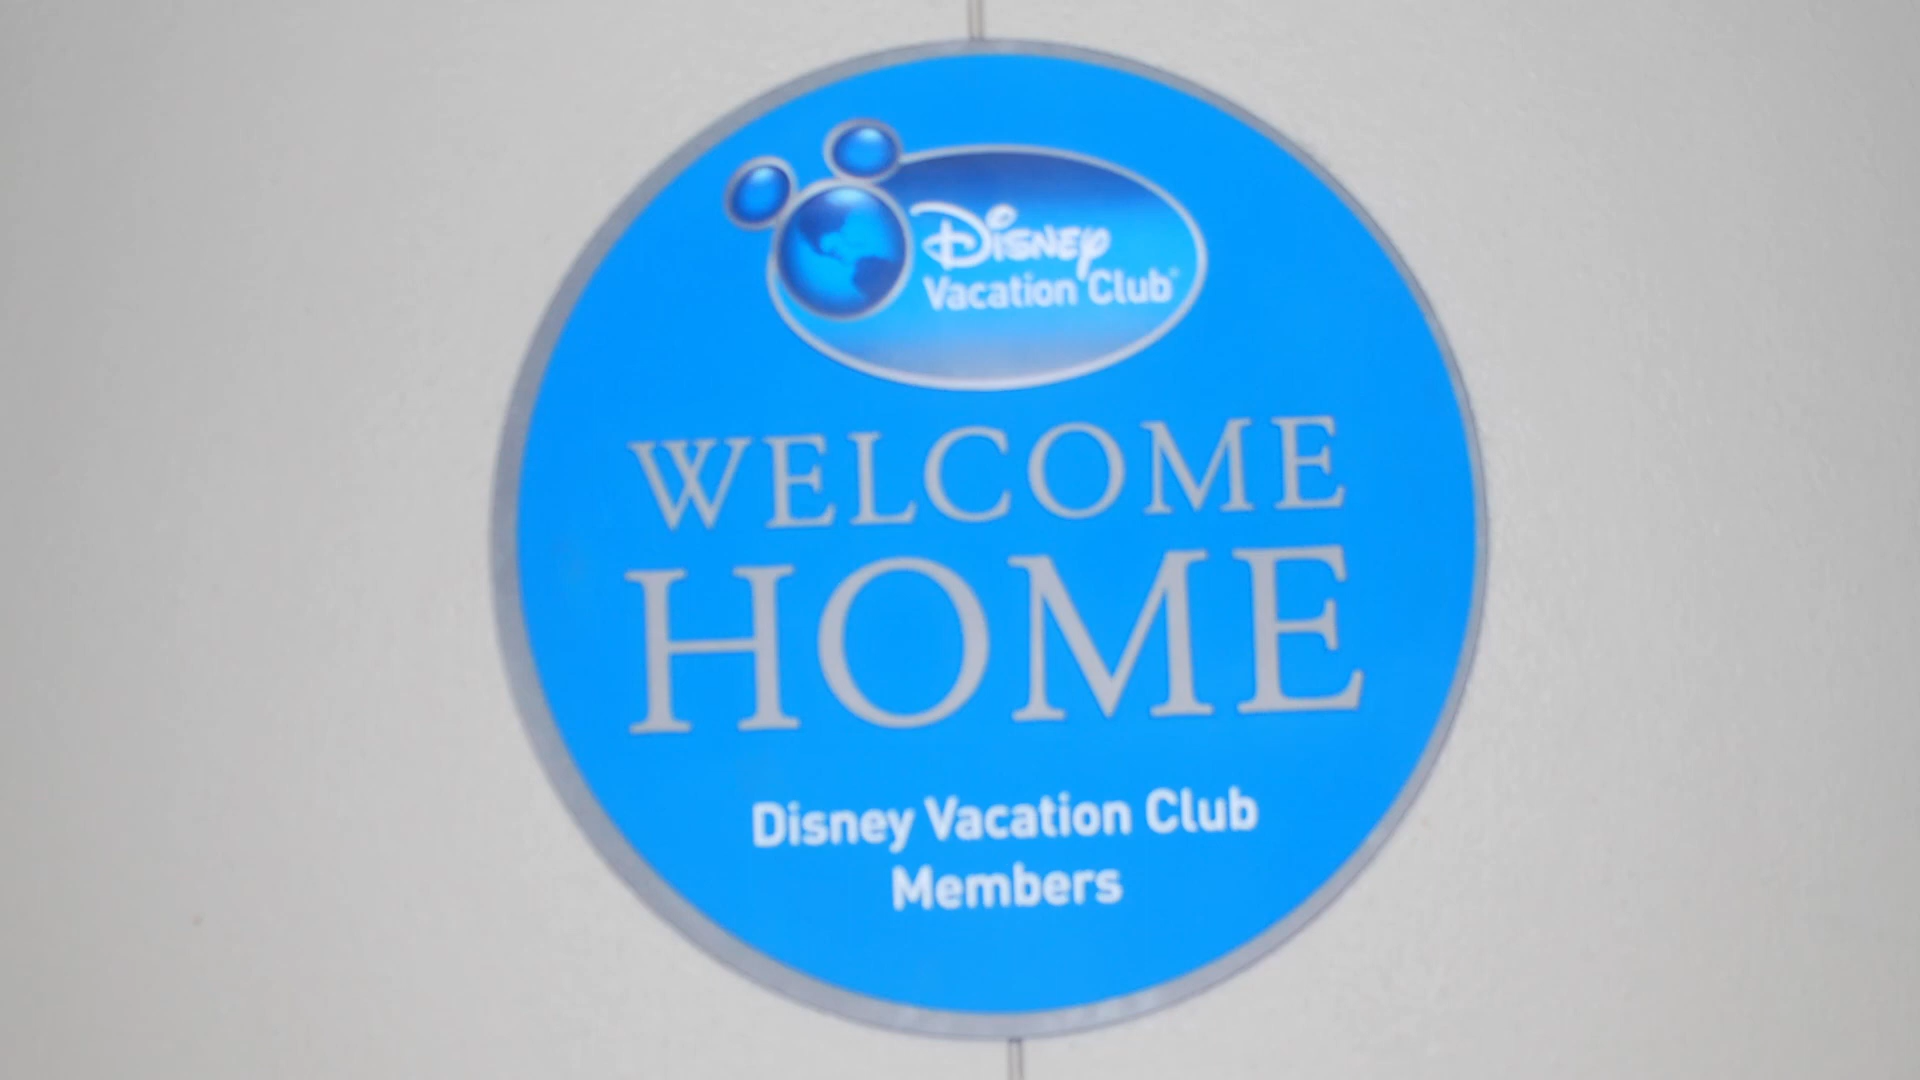 Disney
Vacation Club®
WELCOME
HOME
Disney Vacation Club
Members